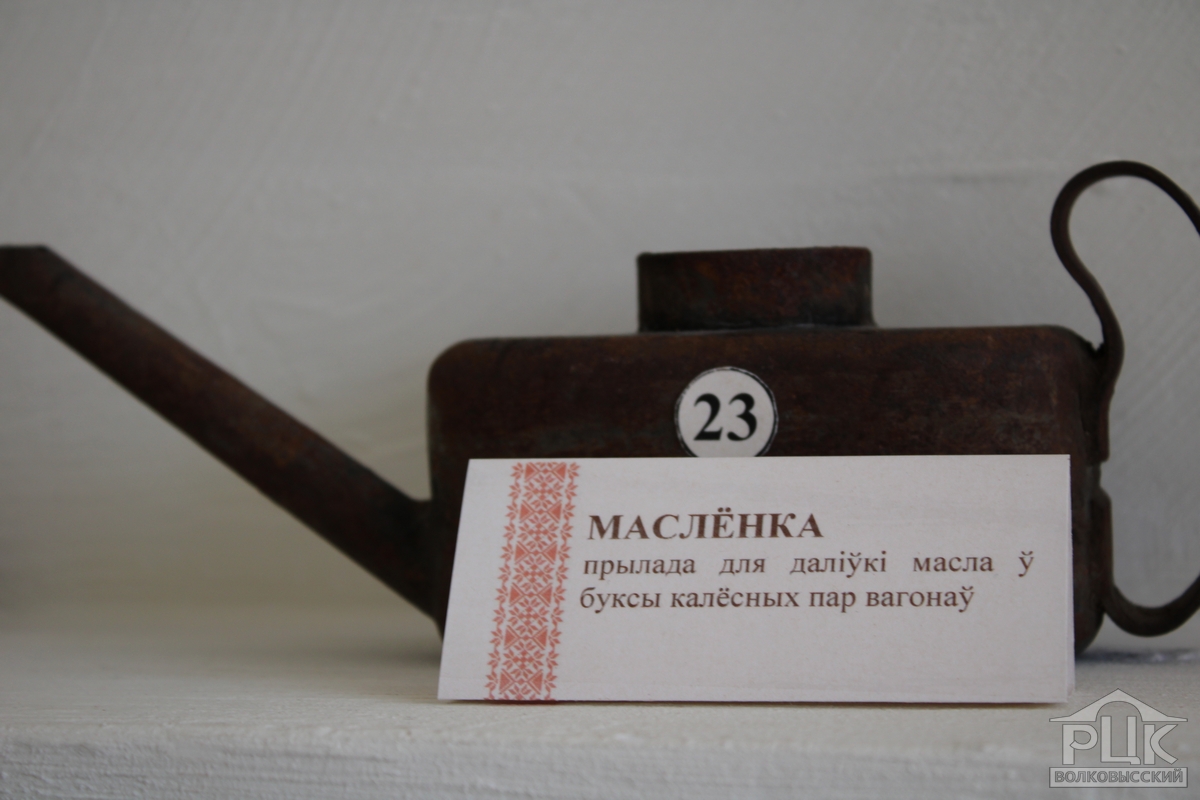 23
МАСЛЁНКА
прылада для даліўкі масла ў
буксы калёсных пар вагонаў
РЦК
ВОЛКОВЫССКИЙ